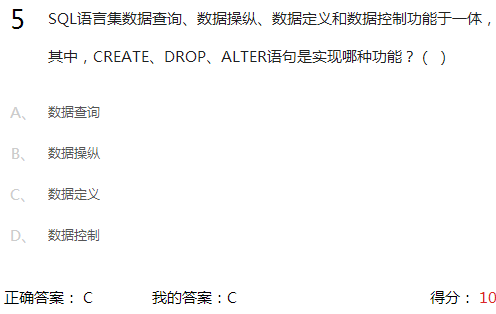 5 SQL语言集数据查询、数据操纵、数据定义和数据控制功能于一体，
其中，CREATE、DROP、ALTER语句是实现哪种功能？（ ）
A、 数据查询
B、 数据操纵
C、 数据定义
D、 数据控制
正确答案： C 我的答案：C 得分： 10